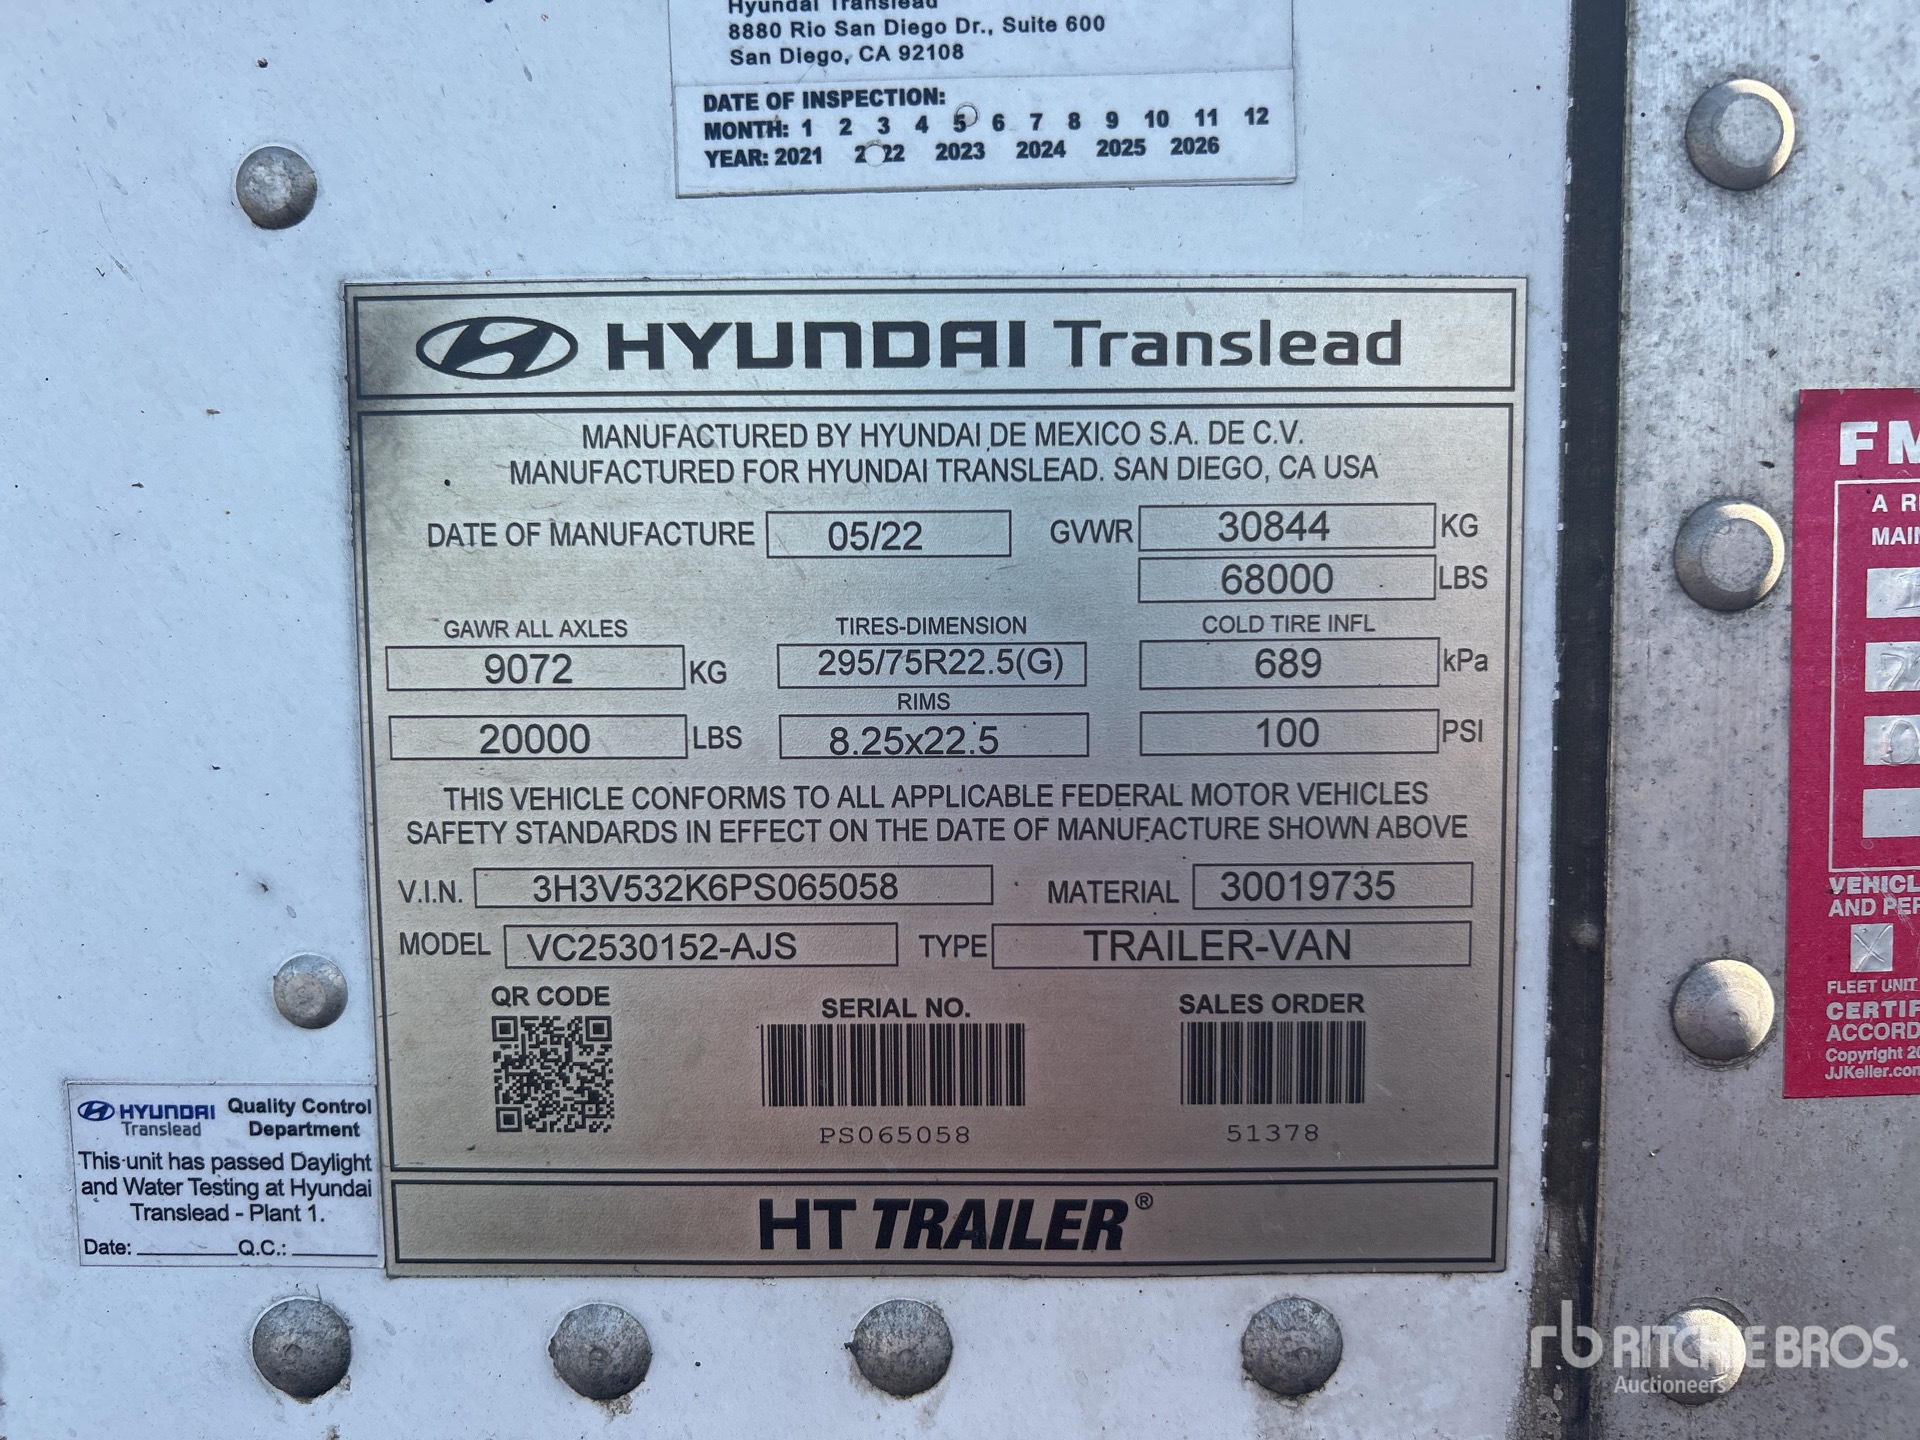 Hyundai Translead
8880 Rio San Diego Dr., Suite 600
San Diego, CA 92108
DATE OF INSPECTION:
MONTH: 1 2 3 4 5 6 7 8 9 10 11 12
YEAR: 2021 2022 2023 2024 2025 2026
HYUNDAI Translead
MANUFACTURED BY HYUNDAI DE MEXICO S.A. DE C.V.
MANUFACTURED FOR HYUNDAI TRANSLEAD. SAN DIEGO, CA USA
DATE OF MANUFACTURE 05/22 GVWR 30844 KG
68000 LBS
GAWR ALL AXLES TIRES-DIMENSION COLD TIRE INFL
9072 KG 295/75R22.5(G) 689 kPa
RIMS
20000 LBS 8.25x22.5 100 PSI
THIS VEHICLE CONFORMS TO ALL APPLICABLE FEDERAL MOTOR VEHICLES
SAFETY STANDARDS IN EFFECT ON THE DATE OF MANUFACTURE SHOWN ABOVE
V.I.N. 3H3V532K6PS065058 MATERIAL 30019735
MODEL VC2530152-AJS TYPE TRAILER-VAN
QR CODE SERIAL NO. SALES ORDER
PS065058 51378
HT TRAILER®
HYUNDAI Translead Quality Control
Department
This unit has passed Daylight
and Water Testing at Hyundai
Translead - Plant 1.
Date: Q.C.:
FM
A R
MAIN
VEHICL
AND PER
X
FLEET UNIT
CERTIF
ACCORD
Copyright 20
JJKeller.com
rb RITCHIE BROS.
Auctioneers